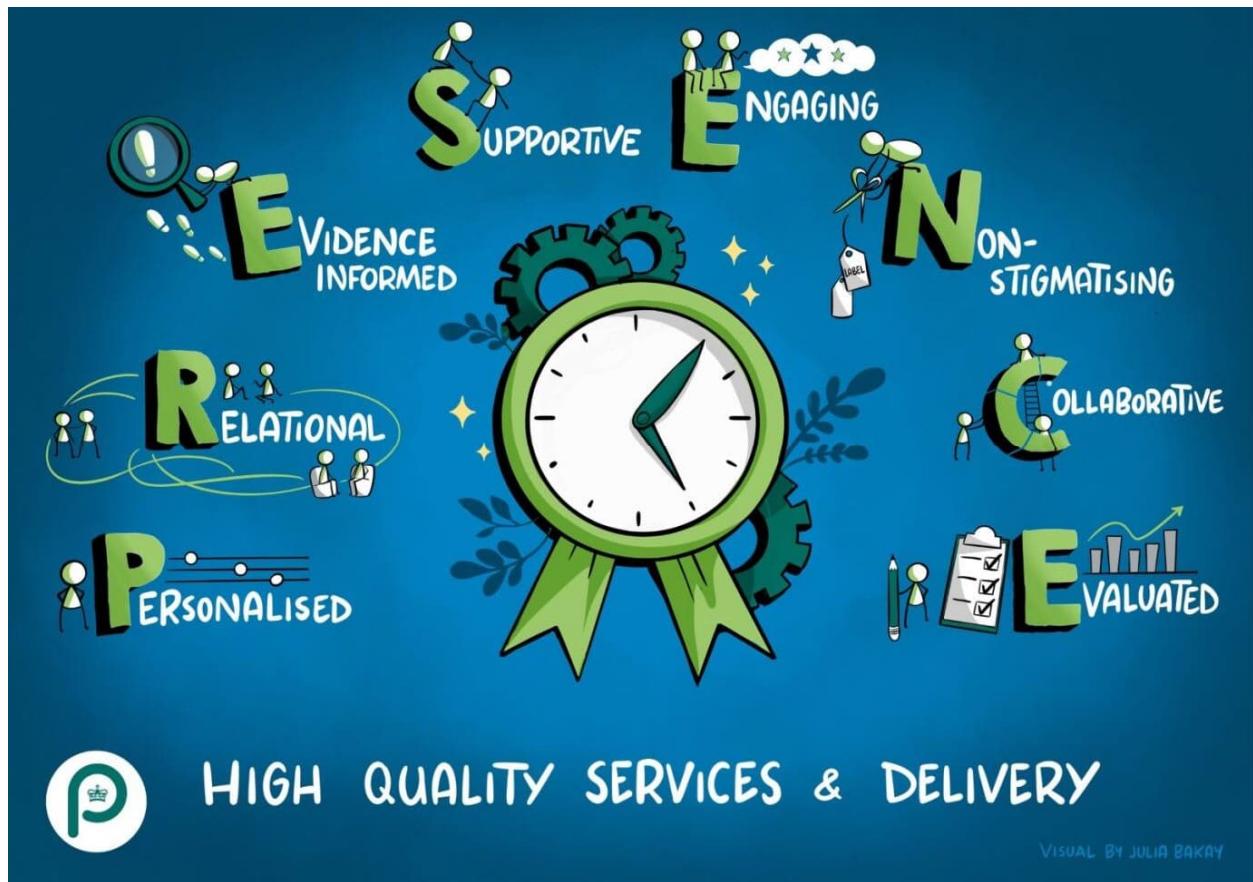 PERSONALISED
RELATIONAL
EVIDENCE
INFORMED
SUPPORTIVE
ENGAGING
NON-
STIGMATISING
LABEL
COLLABORATIVE
EVALUATED
P
HIGH QUALITY SERVICES & DELIVERY
VISUAL BY JULIA BAKAY